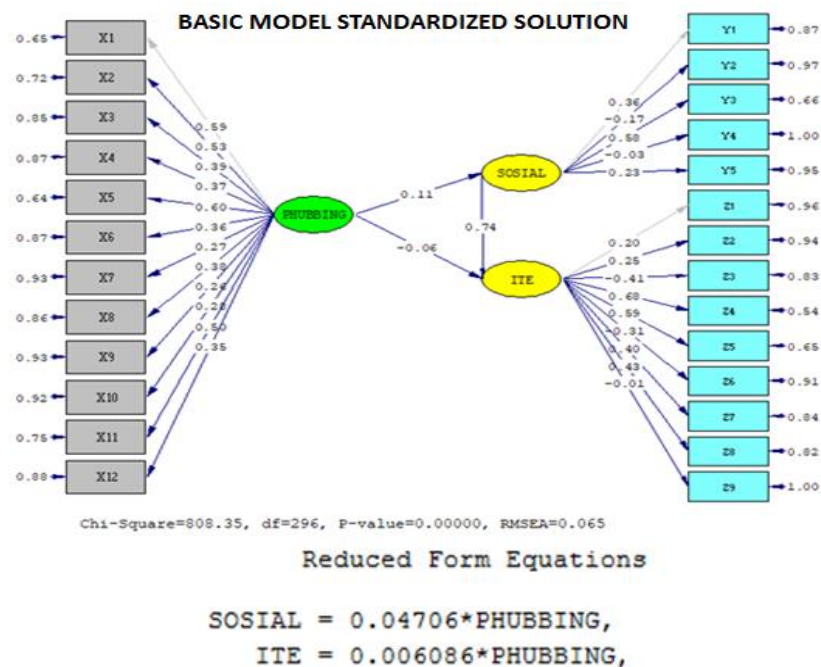 BASIC MODEL STANDARDIZED SOLUTION
0.65 X1
0.72 X2
0.85 X3
0.87 X4
0.64 X5
0.87 X6
0.93 X7
0.86 X8
0.93 X9
0.92 X10
0.75 X11
0.88 X12
0.59
0.53
0.39
0.37
0.60
0.36
0.27
0.38
0.26
0.50
0.35
PHUBBING
0.11
-0.06
SOSIAL
0.74
ITE
0.36
-0.17
0.58
-0.03
0.23
0.20
0.25
-0.41
0.68
0.59
-0.31
0.40
0.43
-0.01
Y1 0.87
Y2 0.97
Y3 0.66
Y4 1.00
Y5 0.95
Z1 0.96
Z2 0.94
Z3 0.83
Z4 0.54
Z5 0.65
Z6 0.91
Z7 0.84
Z8 0.82
Z9 1.00
Chi-Square=808.35, df=296, P-value=0.00000, RMSEA=0.065
Reduced Form Equations
SOSIAL = 0.04706*PHUBBING,
ITE = 0.006086*PHUBBING,